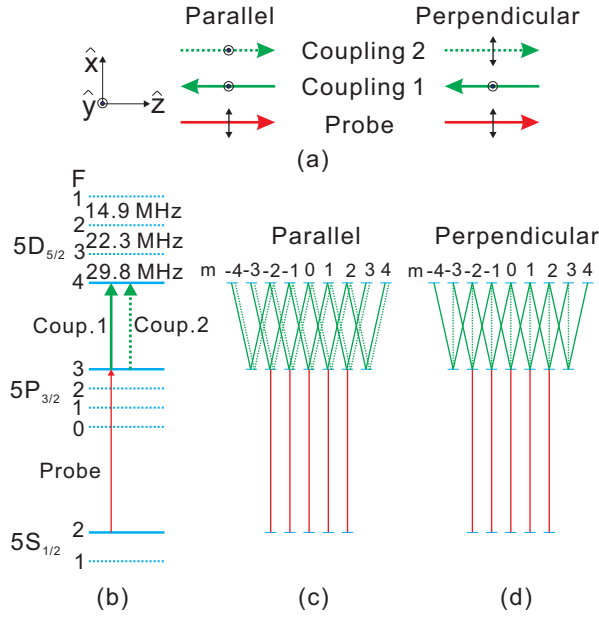 Parallel Perpendicular
x̂ Coupling 2
Coupling 1
ŷ ẑ
Probe
(a)
F
1
14.9 MHz
2
5D5/2 22.3 MHz
3
29.8 MHz
4
Coup.1 Coup.2
3
5P3/2 2
1
0
Probe
2
5S1/2
1
(b)
Parallel
m -4 -3 -2 -1 0 1 2 3 4
(c)
Perpendicular
-4 -3 -2 -1 0 1 2 3 4
(d)